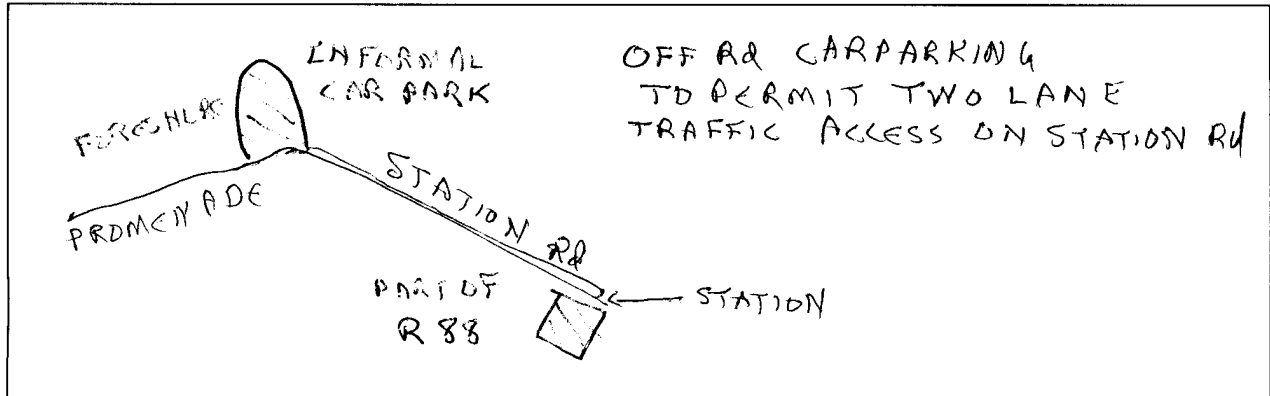 INFORMAL
CAR PARK
OFF Rd CARPARKING
TO PERMIT TWO LANE
TRAFFIC ACCESS ON STATION Rd
PROMENADE
STATION Rd
PART OF
R 88
STATION